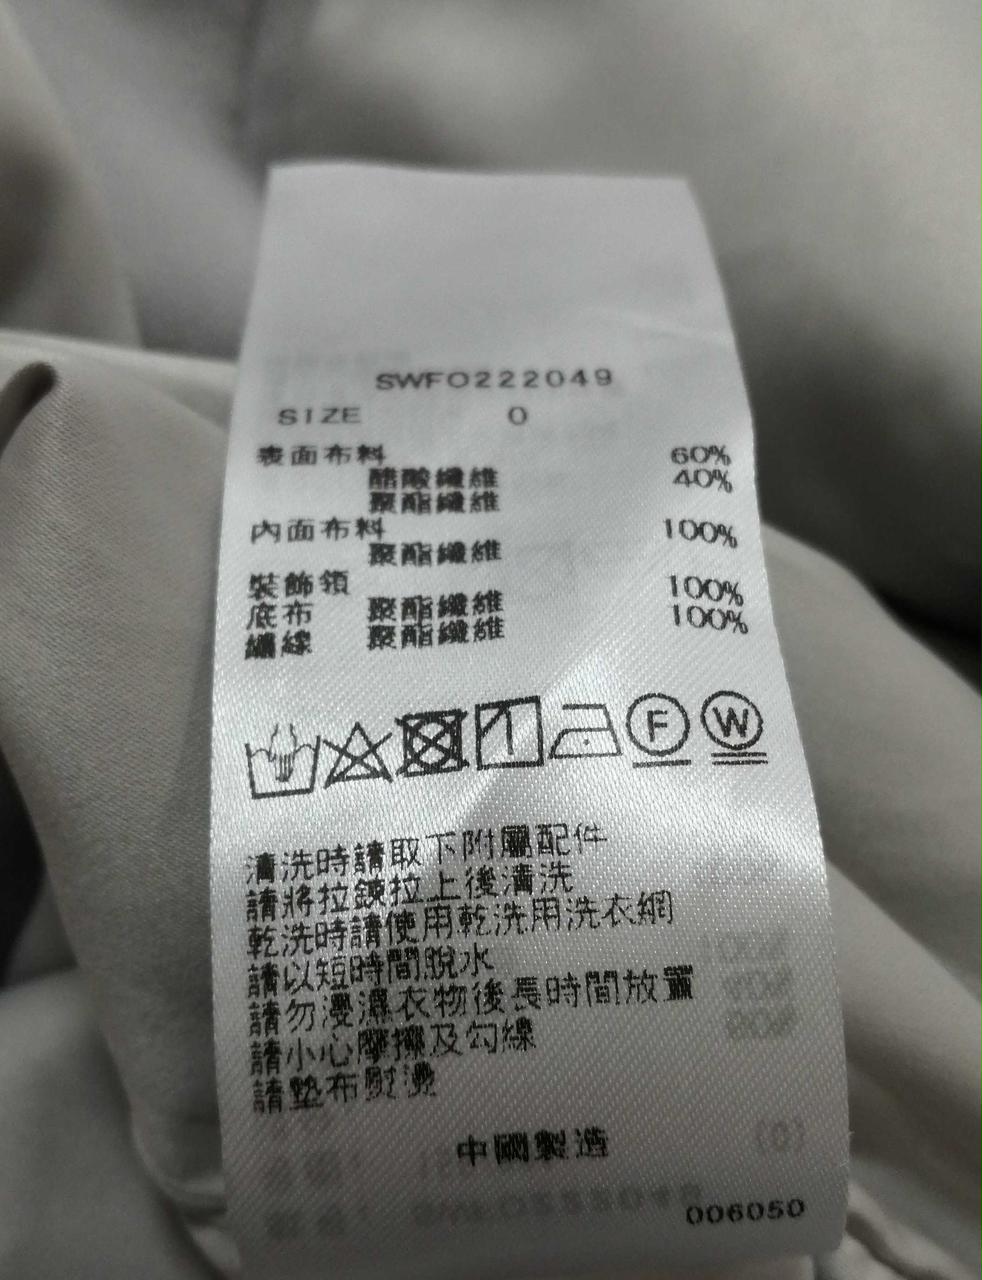 SWFO222049
SIZE 0
表面布料 60%
醋酸纖維 40%
聚酯纖維
內面布料 100%
聚酯纖維
裝飾領 100%
底布 聚酯纖維 100%
繡線 聚酯纖維
F W
清洗時請取下附屬配件
請將拉鍊拉上後清洗
乾洗時請使用乾洗用洗衣網
請以短時間脫水
請勿浸濕衣物後長時間放置
請小心摩擦及勾線
請墊布熨燙
中國製造
006050